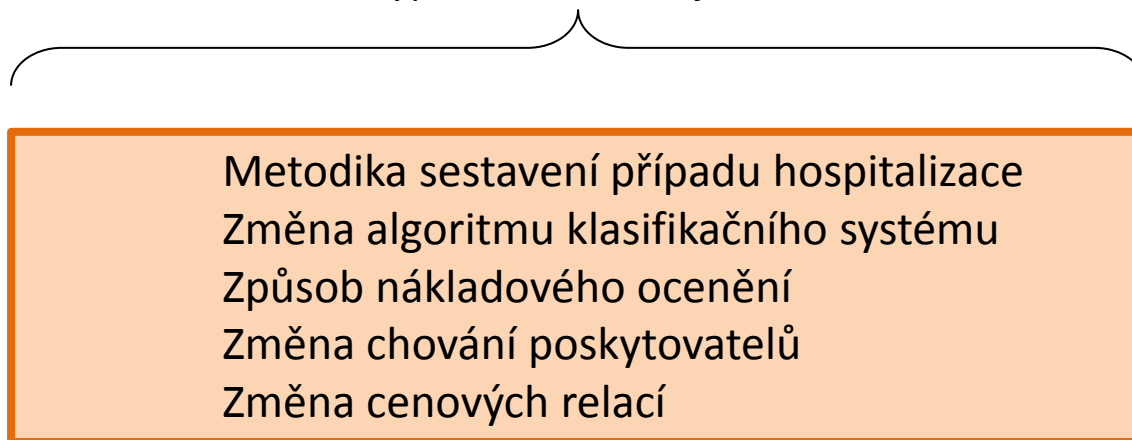 Metodika sestavení případu hospitalizace
Změna algoritmu klasifikačního systému
Způsob nákladového ocenění
Změna chování poskytovatelů
Změna cenových relací